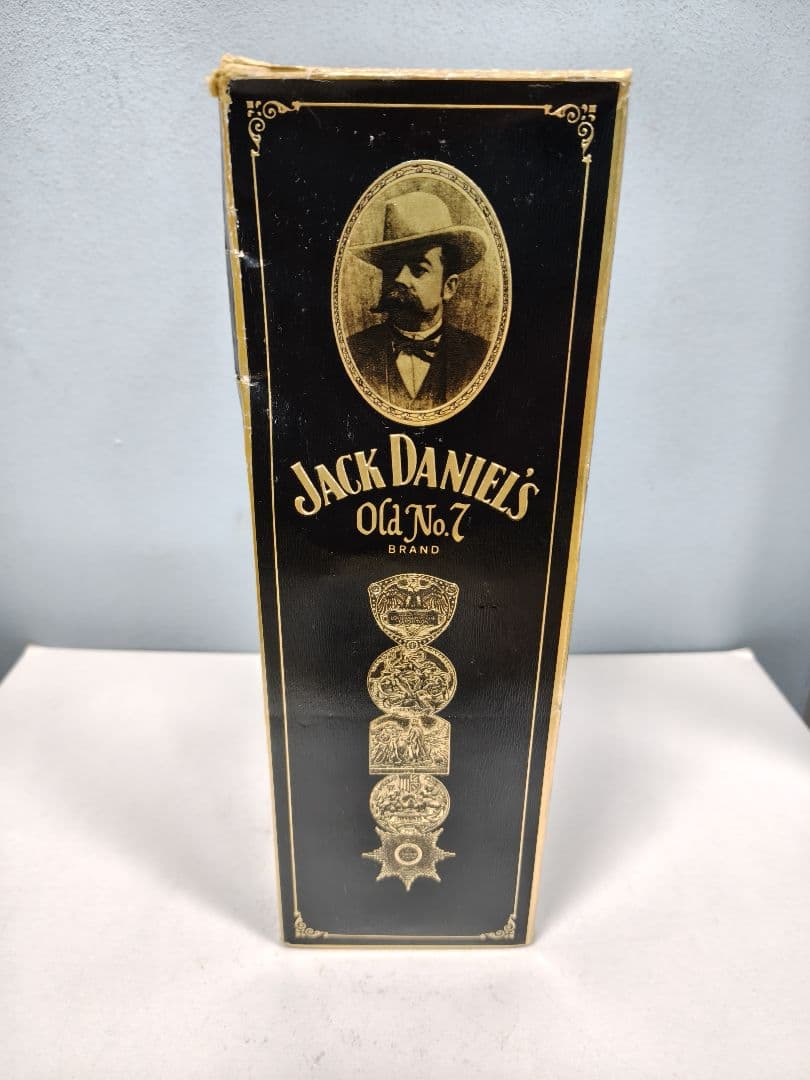 JACK DANIEL'S
Old No.7
BRAND